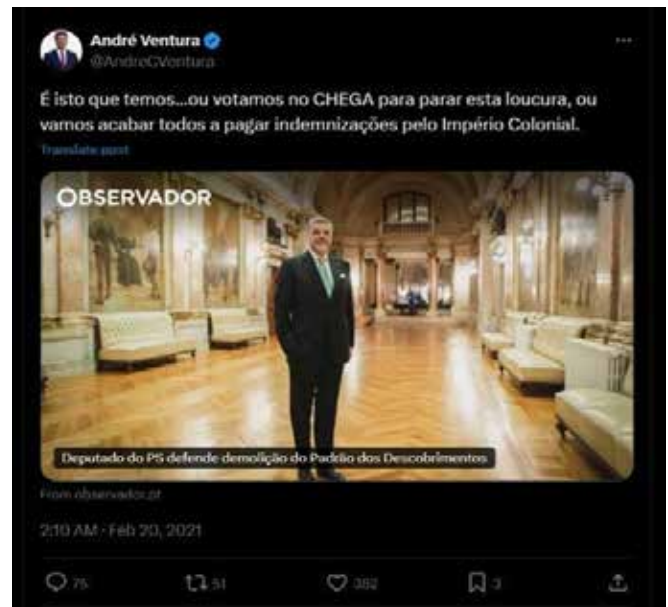 André Ventura
@AndreCVentura
É isto que temos...ou votamos no CHEGA para parar esta loucura, ou
vamos acabar todos a pagar indemnizações pelo Império Colonial.
Translate post
OBSERVADOR
Deputado do PS defende demolição do Padrão dos Descobrimentos
From observador.pt
2:10 AM · Feb 20, 2021
75 51 382 3